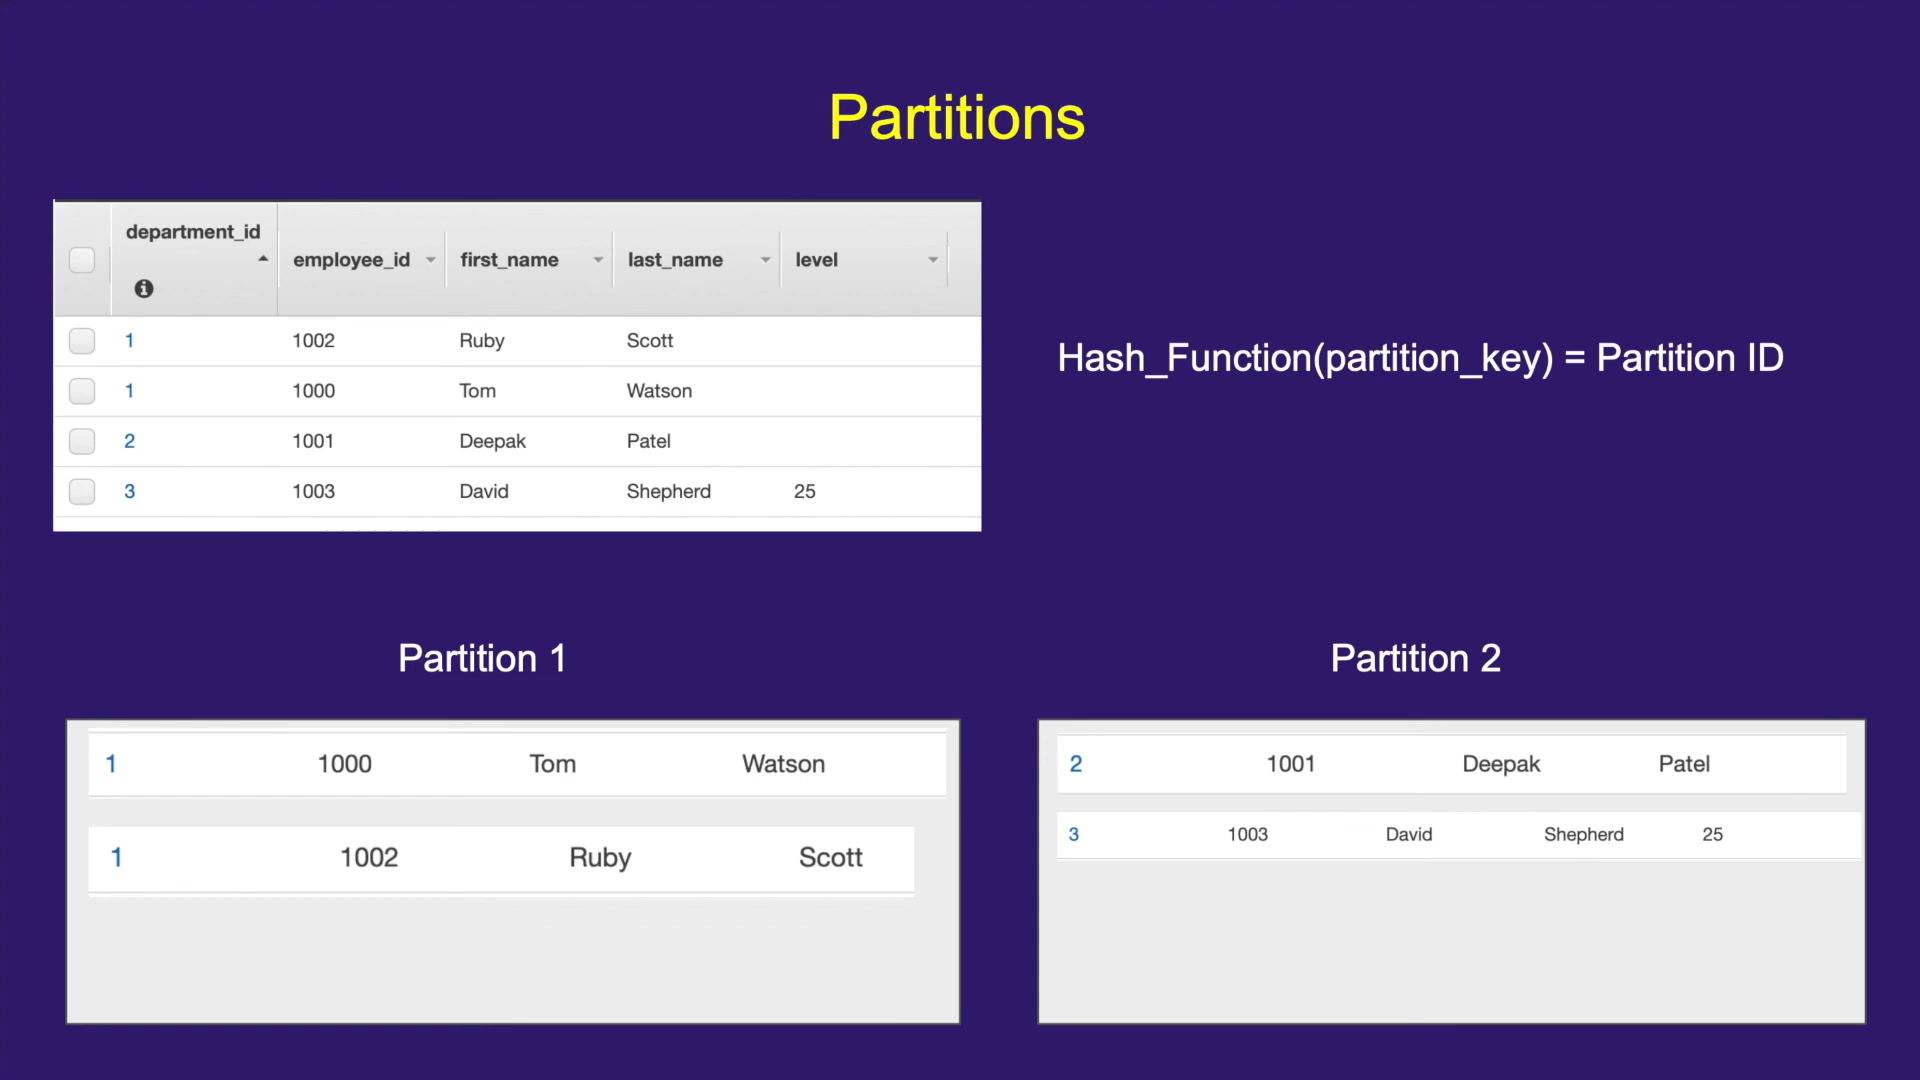 Partitions
department_id employee_id first_name last_name level
1 1002 Ruby Scott
1 1000 Tom Watson
2 1001 Deepak Patel
3 1003 David Shepherd 25
Hash_Function(partition_key) = Partition ID
Partition 1
1 1000 Tom Watson
1 1002 Ruby Scott
Partition 2
2 1001 Deepak Patel
3 1003 David Shepherd 25